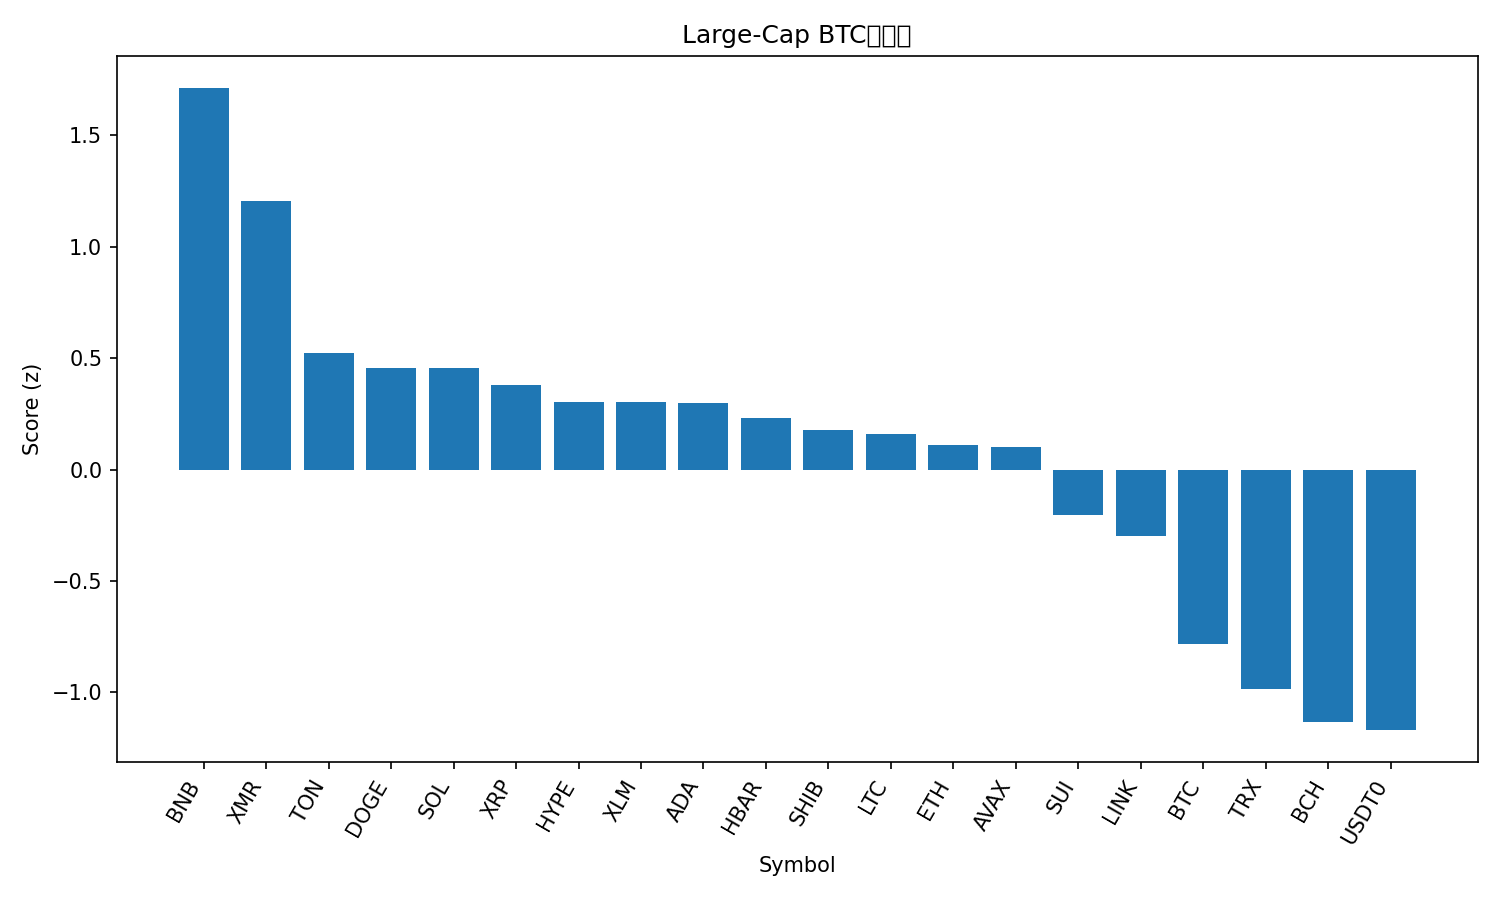 Large-Cap BTC
1.5
1.0
0.5
0.0
−0.5
−1.0
Score (z)
BNB
XMR
TON
DOGE
SOL
XRP
HYPE
XLM
ADA
HBAR
SHIB
LTC
ETH
AVAX
SUI
LINK
BTC
TRX
BCH
USDT0
Symbol